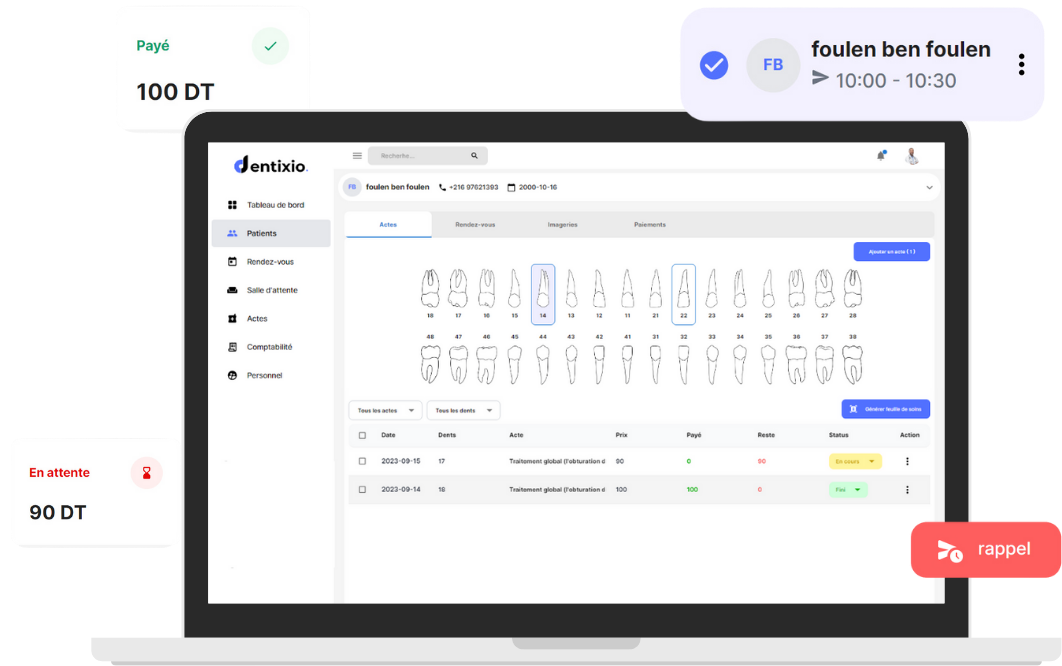 Payé
100 DT
FB
foulen ben foulen
10:00 - 10:30
dentixio.
Recherche...
FB foulen ben foulen +216 97621393 2000-10-16
Tableau de bord
Patients
Rendez-vous
Salle d'attente
Actes
Comptabilité
Personnel
Actes Rendez-vous Imageries Paiements
Ajouter un acte ( 1 )
18 17 16 15 14 13 12 11 21 22 23 24 25 26 27 28
48 47 46 45 44 43 42 41 31 32 33 34 35 36 37 38
Tous les actes Tous les dents Générer feuille de soins
Date Dents Acte Prix Payé Reste Status Action
2023-09-15 17 Traitement global (l'obturation d 90 0 90 En cours
2023-09-14 16 Traitement global (l'obturation d 100 100 0 Fini
En attente
90 DT
rappel